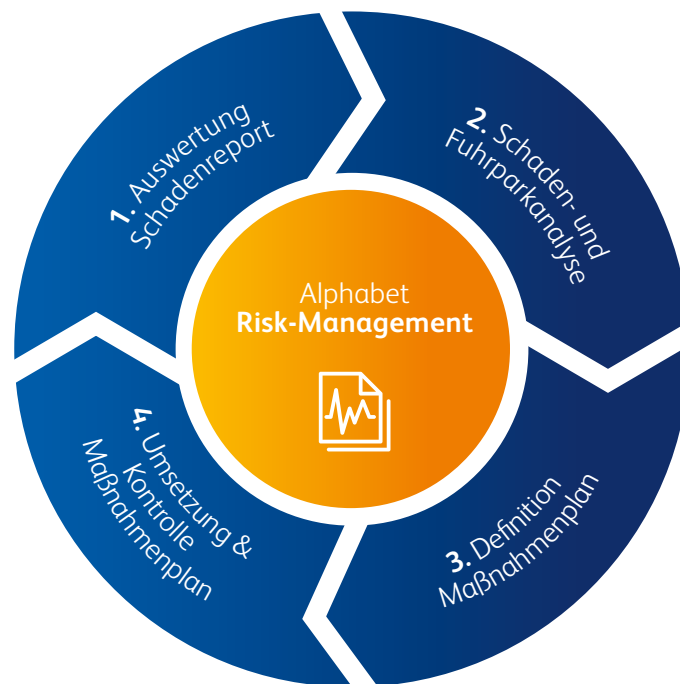 Alphabet
Risk-Management
1. Auswertung
Schadenreport
2. Schaden- und
Fuhrparkanalyse
3. Definition
Maßnahmenplan
4. Umsetzung &
Kontrolle
Maßnahmenplan